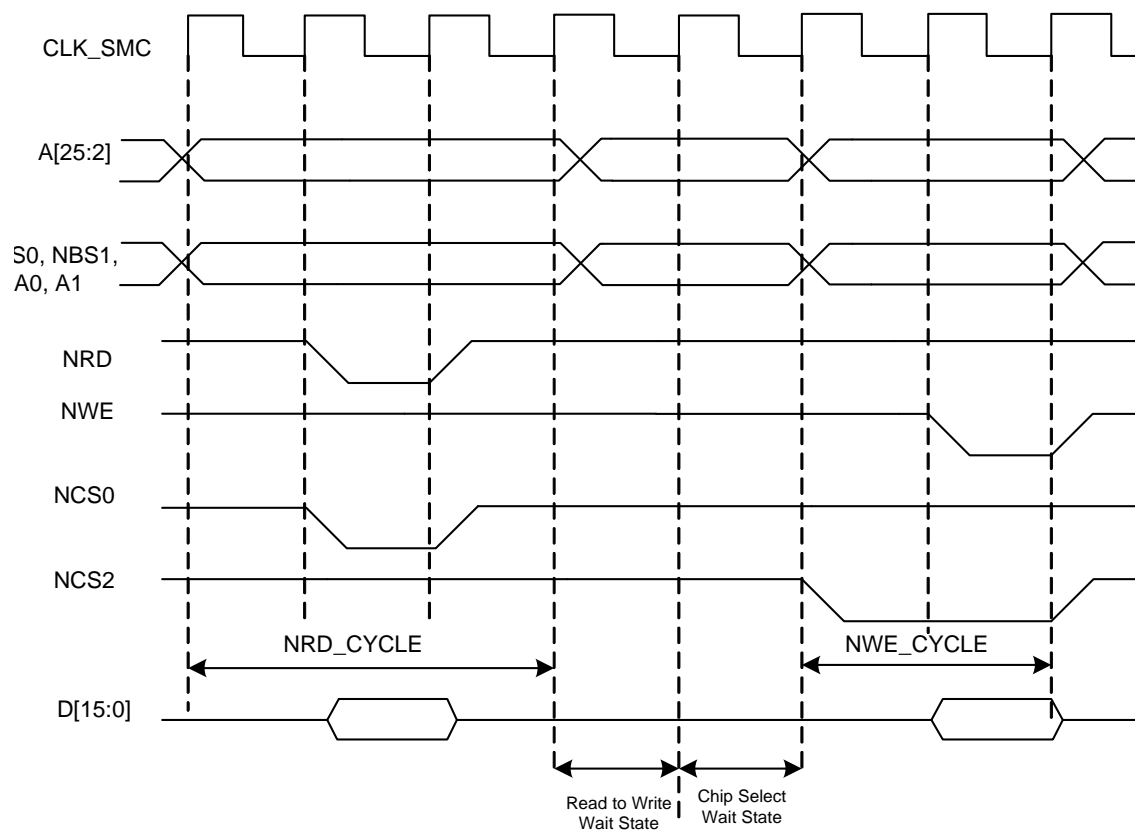 CLK_SMC
A[25:2]
S0, NBS1,
A0, A1
NRD
NWE
NCS0
NCS2
NRD_CYCLE
NWE_CYCLE
D[15:0]
Read to Write
Wait State
Chip Select
Wait State